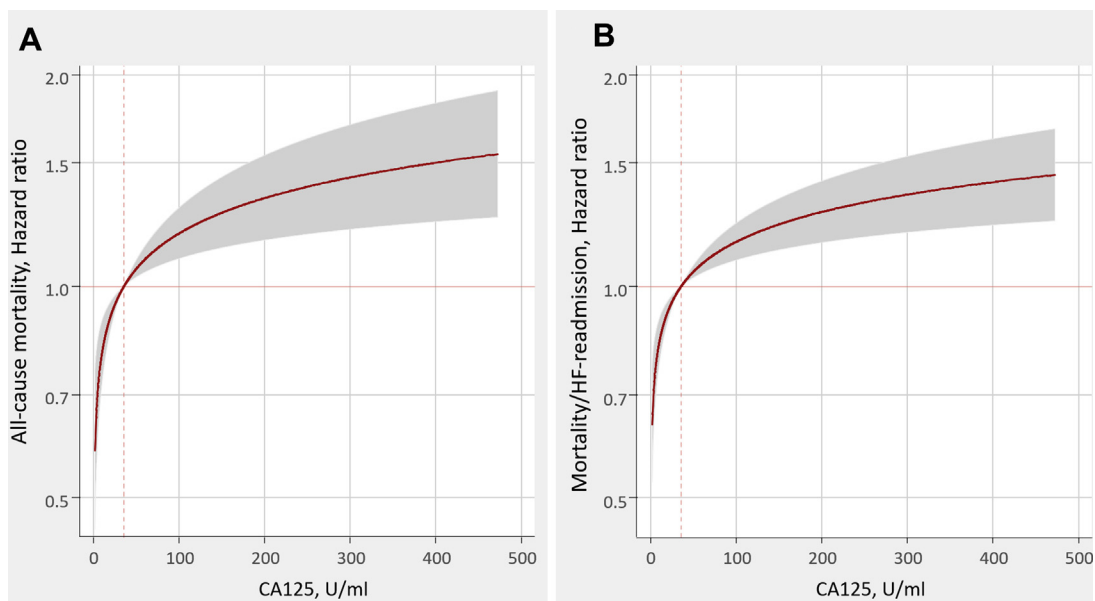 A
All-cause mortality, Hazard ratio
2.0
1.5
1.0
0.7
0.5
0 100 200 300 400 500
CA125, U/ml
B
Mortality/HF-readmission, Hazard ratio
2.0
1.5
1.0
0.7
0.5
0 100 200 300 400 500
CA125, U/ml